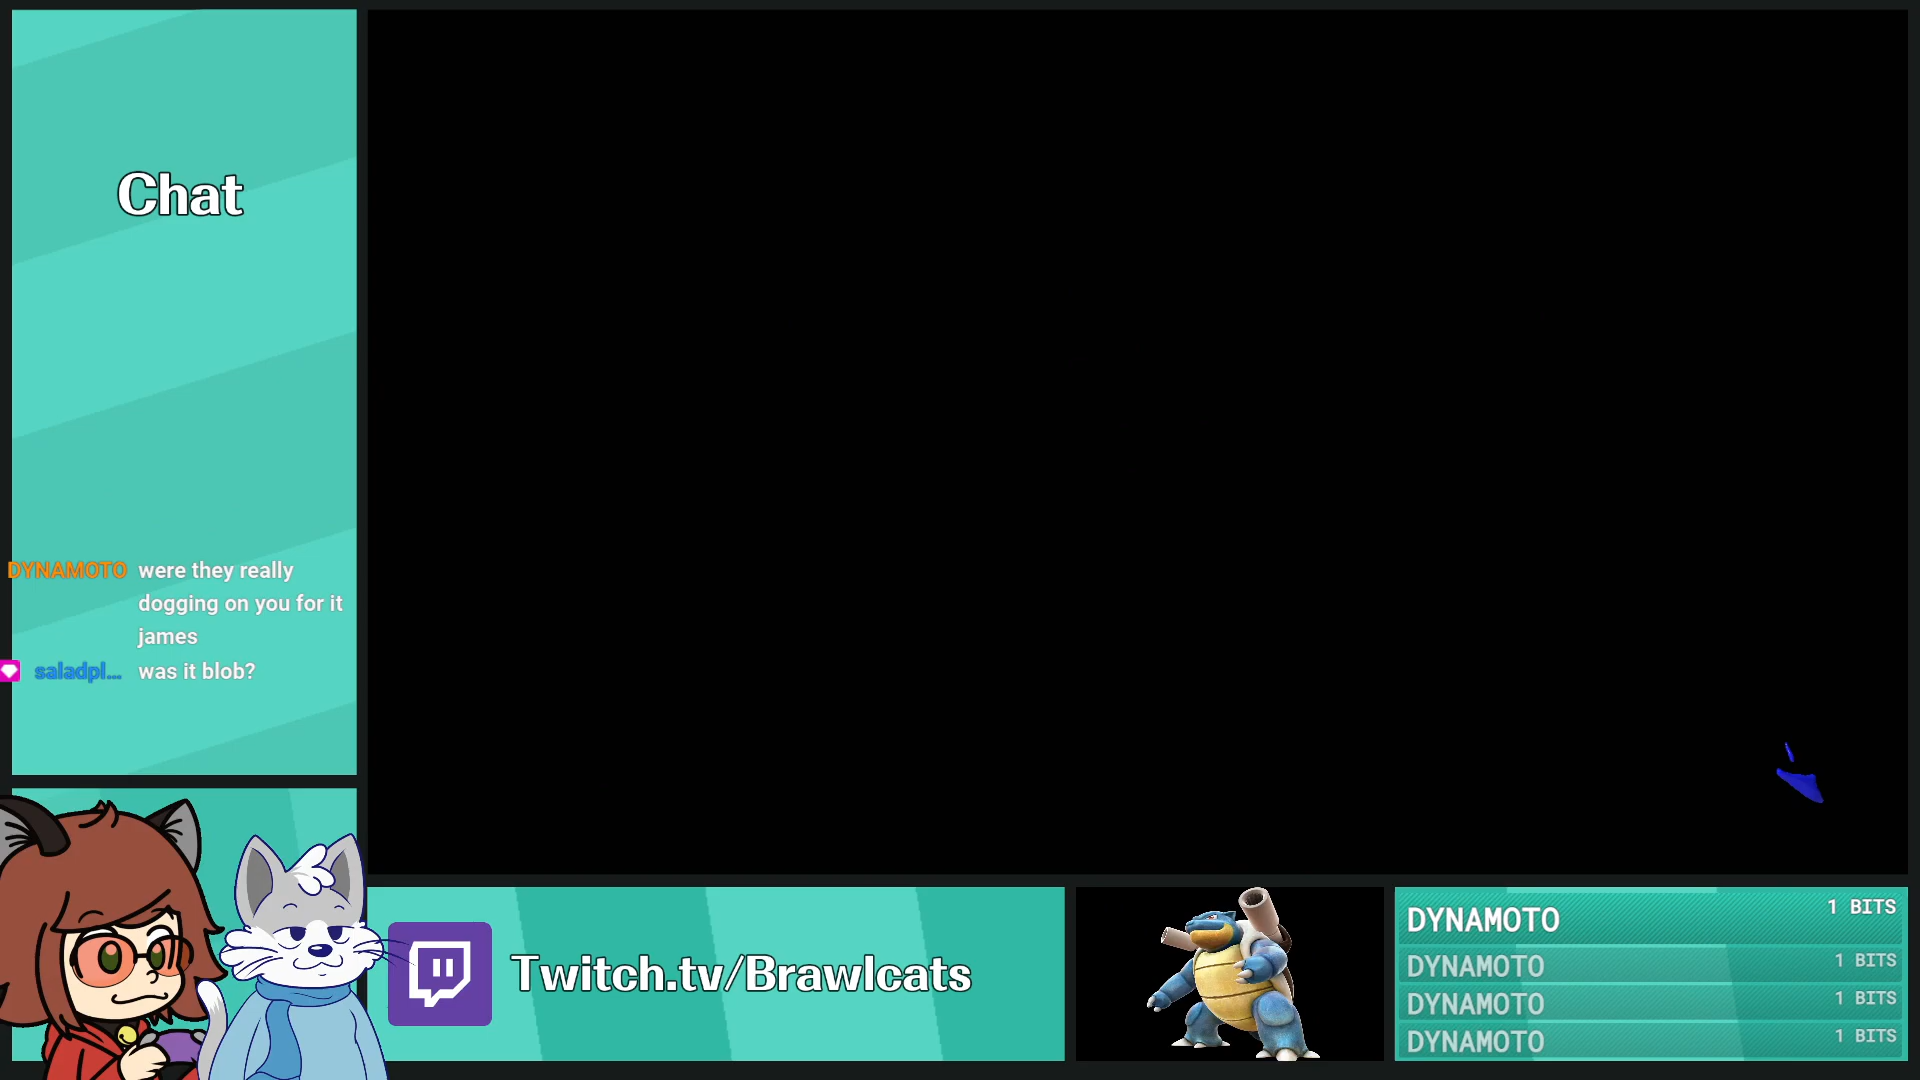 Chat
DYNAMOTO were they really
dogging on you for it
james
saladpl... was it blob?
Twitch.tv/Brawlcats
DYNAMOTO 1 BITS
DYNAMOTO 1 BITS
DYNAMOTO 1 BITS
DYNAMOTO 1 BITS